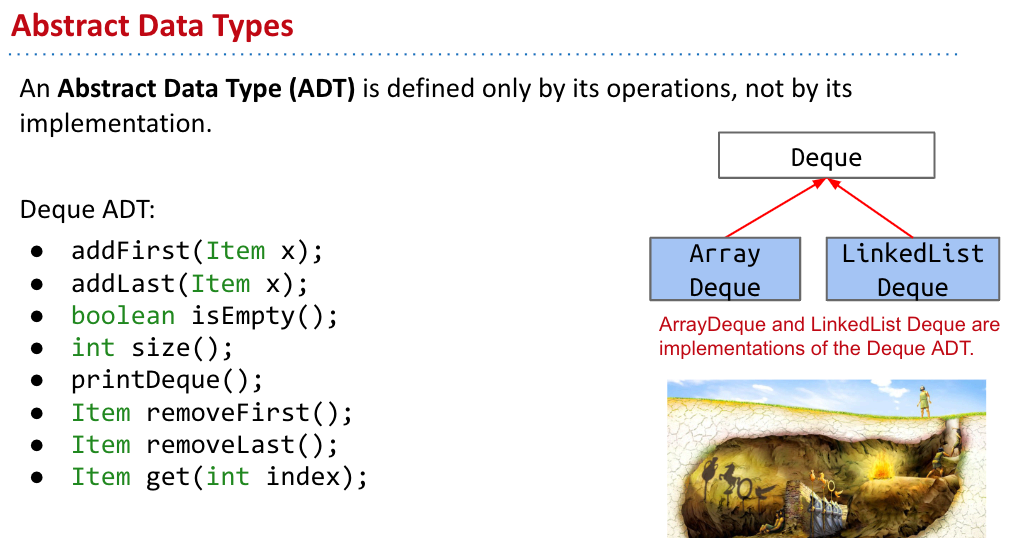 Abstract Data Types
An Abstract Data Type (ADT) is defined only by its operations, not by its
implementation.
Deque ADT:
● addFirst(Item x);
● addLast(Item x);
● boolean isEmpty();
● int size();
● printDeque();
● Item removeFirst();
● Item removeLast();
● Item get(int index);
Deque
Array
Deque
LinkedList
Deque
ArrayDeque and LinkedList Deque are
implementations of the Deque ADT.